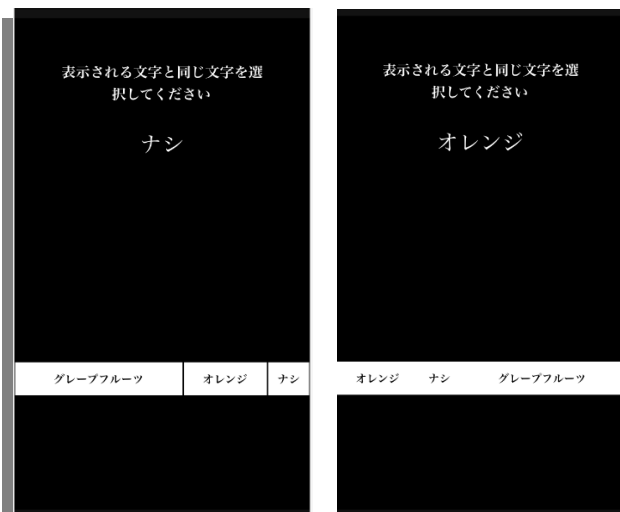 表示される文字と同じ文字を選
択してください
ナシ
グレープフルーツ オレンジ ナシ
表示される文字と同じ文字を選
択してください
オレンジ
オレンジ ナシ グレープフルーツ